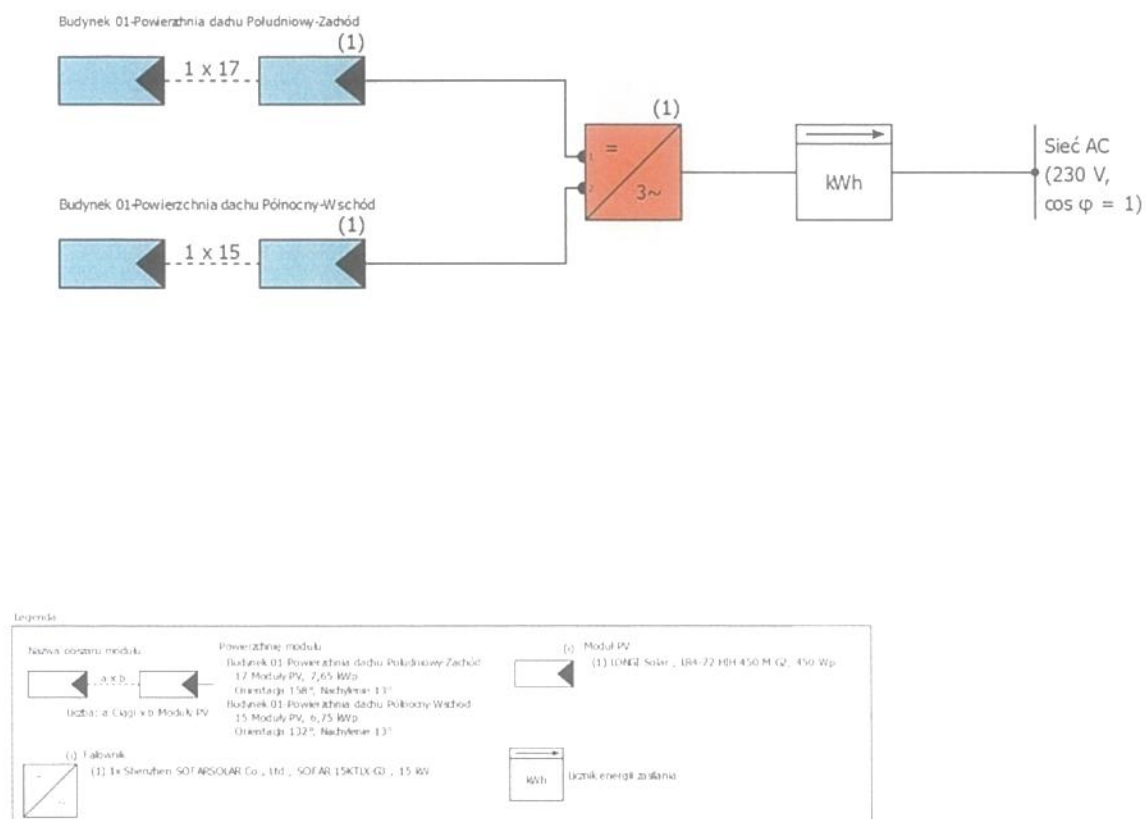 Budynek 01-Powierzchnia dachu Południowy-Zachód
(1)
1 x 17
(1)
1
=
2
3~
kWh
Sieć AC
(230 V,
cos φ = 1)
Budynek 01-Powierzchnia dachu Północny-Wschód
(1)
1 x 15
Legenda
Nazwa obszaru modułu
a x b
Liczba: a Ciągi x b Moduły PV
Powierzchnię modułu
Budynek 01-Powierzchnia dachu Południowy-Zachód
17 Moduły PV, 7,65 kWp
Orientacja 158°, Nachylenie 13°
Budynek 01-Powierzchnia dachu Północny-Wschód
15 Moduły PV, 6,75 kWp
Orientacja 132°, Nachylenie 13°
(i) Moduł PV
(1) LONGi Solar , LR4-72 HIH 450 M G2, 450 Wp
(i) Falownik
(1) 1x Shenzhen SOFARSOLAR Co., Ltd., SOFAR 15KTLX-G3 , 15 kW
kWh
Licznik energii zasilania